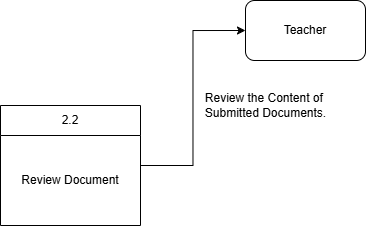 Teacher
Review the Content of
Submitted Documents.
2.2
Review Document